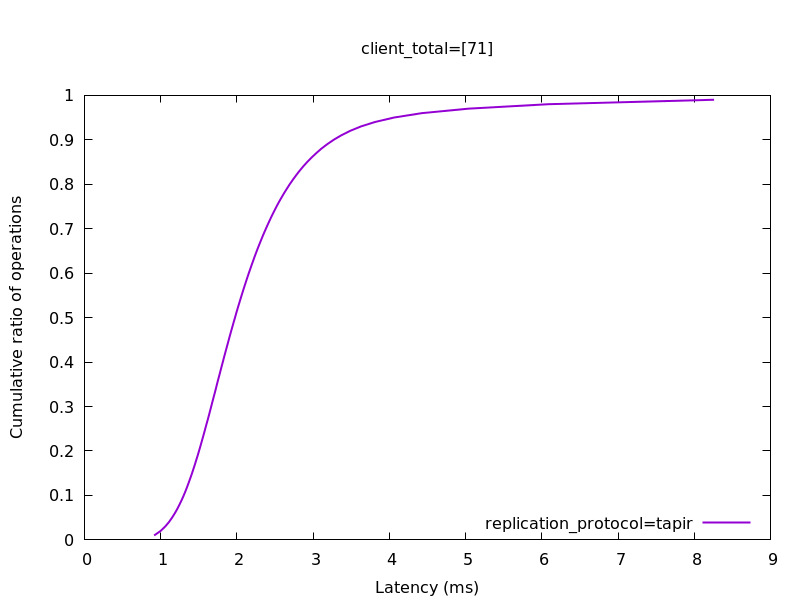 client_total=[71]
1
0.9
0.8
0.7
0.6
0.5
0.4
0.3
0.2
0.1
0
Cumulative ratio of operations
replication_protocol=tapir
0 1 2 3 4 5 6 7 8 9
Latency (ms)